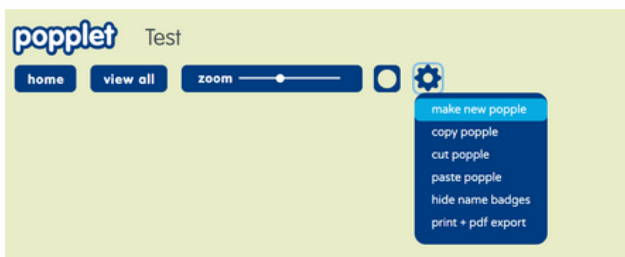 popplet Test
home view all zoom
make new popple
copy popple
cut popple
paste popple
hide name badges
print + pdf export